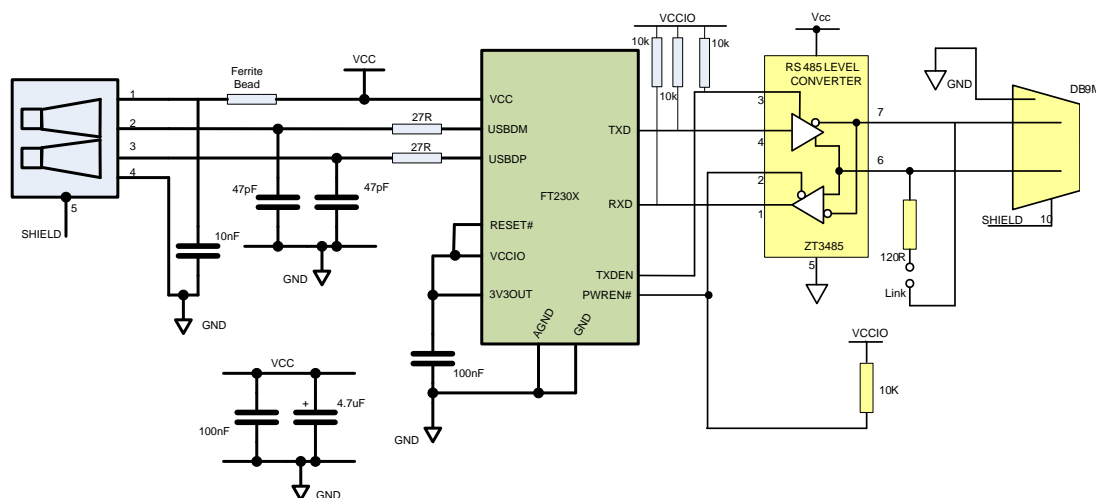 VCCIO
10k
10k
10k
Vcc
RS 485 LEVEL
CONVERTER
GND
DB9M
Ferrite
Bead
VCC
1
2
3
4
5
SHIELD
27R
27R
47pF
47pF
10nF
GND
GND
VCC
USBDM
USBDP
FT230X
RESET#
VCCIO
3V3OUT
AGND
GND
TXD
RXD
TXDEN
PWREN#
3
4
2
1
7
6
ZT3485
5
120R
Link
SHIELD
10
VCCIO
10K
100nF
GND
VCC
100nF
+
4.7uF
GND